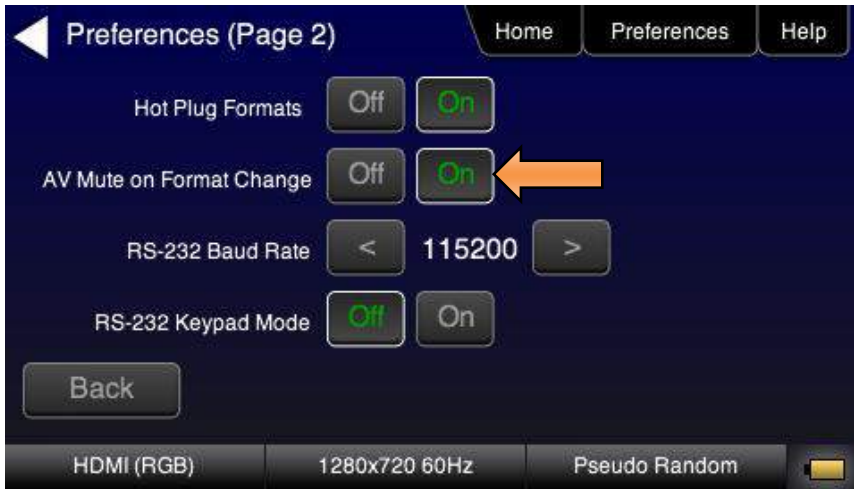 Preferences (Page 2) Home Preferences Help
Hot Plug Formats Off On
AV Mute on Format Change Off On
RS-232 Baud Rate < 115200 >
RS-232 Keypad Mode Off On
Back
HDMI (RGB) 1280x720 60Hz Pseudo Random